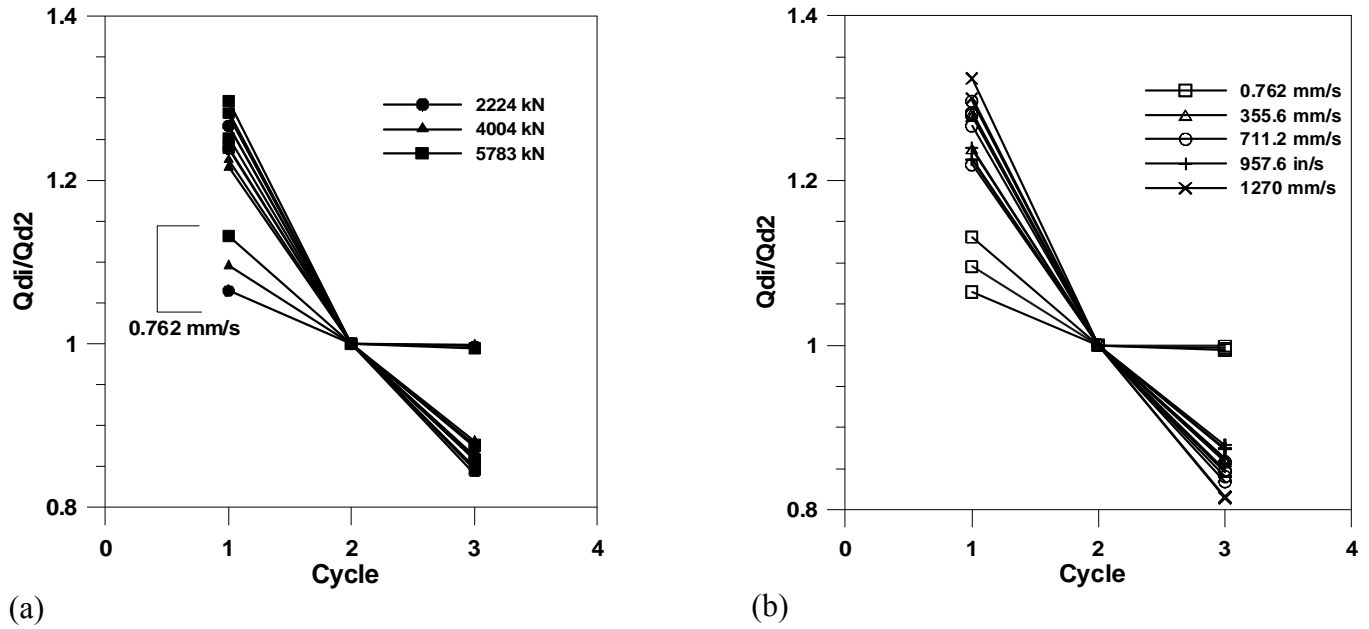 1.4
1.2
1
0.8
Qdi/Qd2
2224 kN
4004 kN
5783 kN
0.762 mm/s
0
1
2
3
4
Cycle
(a)
1.4
1.2
1
0.8
Qdi/Qd2
0.762 mm/s
355.6 mm/s
711.2 mm/s
957.6 in/s
1270 mm/s
0
1
2
3
4
Cycle
(b)